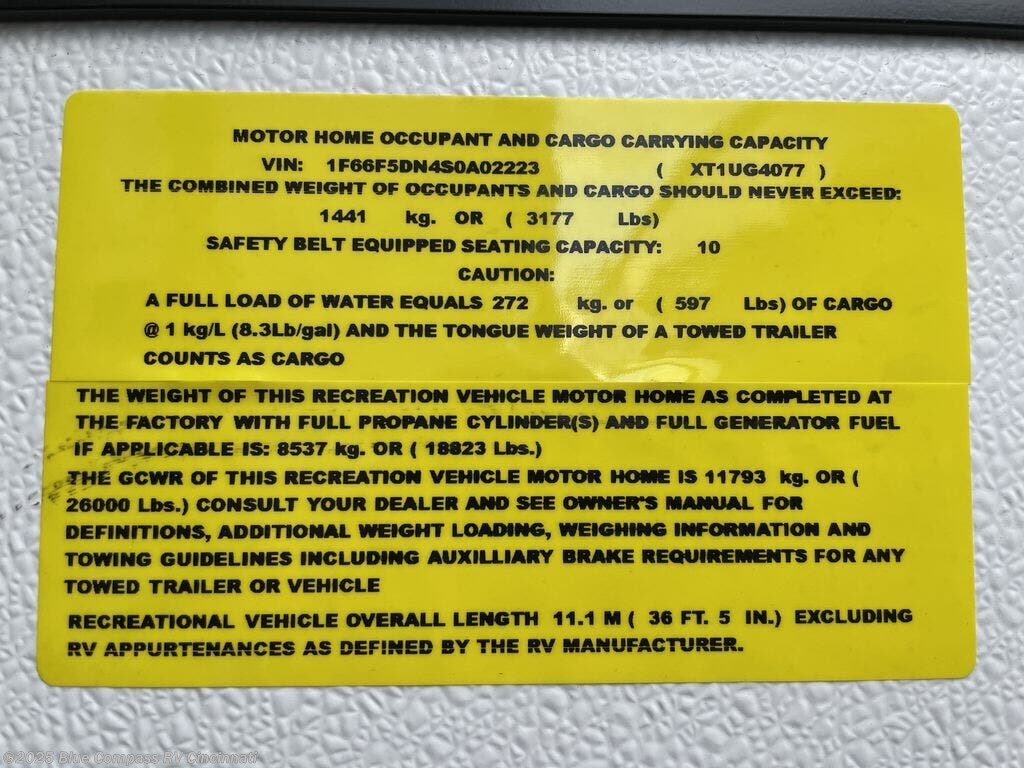 MOTOR HOME OCCUPANT AND CARGO CARRYING CAPACITY
VIN: 1F66F5DN4S0A02223 ( XT1UG4077 )
THE COMBINED WEIGHT OF OCCUPANTS AND CARGO SHOULD NEVER EXCEED:
1441 kg. OR ( 3177 Lbs)
SAFETY BELT EQUIPPED SEATING CAPACITY: 10
CAUTION:
A FULL LOAD OF WATER EQUALS 272 kg. or ( 597 Lbs) OF CARGO
@ 1 kg/L (8.3Lb/gal) AND THE TONGUE WEIGHT OF A TOWED TRAILER
COUNTS AS CARGO
THE WEIGHT OF THIS RECREATION VEHICLE MOTOR HOME AS COMPLETED AT
THE FACTORY WITH FULL PROPANE CYLINDER(S) AND FULL GENERATOR FUEL
IF APPLICABLE IS: 8537 kg. OR ( 18823 Lbs.)
THE GCWR OF THIS RECREATION VEHICLE MOTOR HOME IS 11793 kg. OR (
26000 Lbs.) CONSULT YOUR DEALER AND SEE OWNER'S MANUAL FOR
DEFINITIONS, ADDITIONAL WEIGHT LOADING, WEIGHING INFORMATION AND
TOWING GUIDELINES INCLUDING AUXILLIARY BRAKE REQUIREMENTS FOR ANY
TOWED TRAILER OR VEHICLE
RECREATIONAL VEHICLE OVERALL LENGTH 11.1 M ( 36 FT. 5 IN.) EXCLUDING
RV APPURTENANCES AS DEFINED BY THE RV MANUFACTURER.
Blue Compass RV Cincinnati